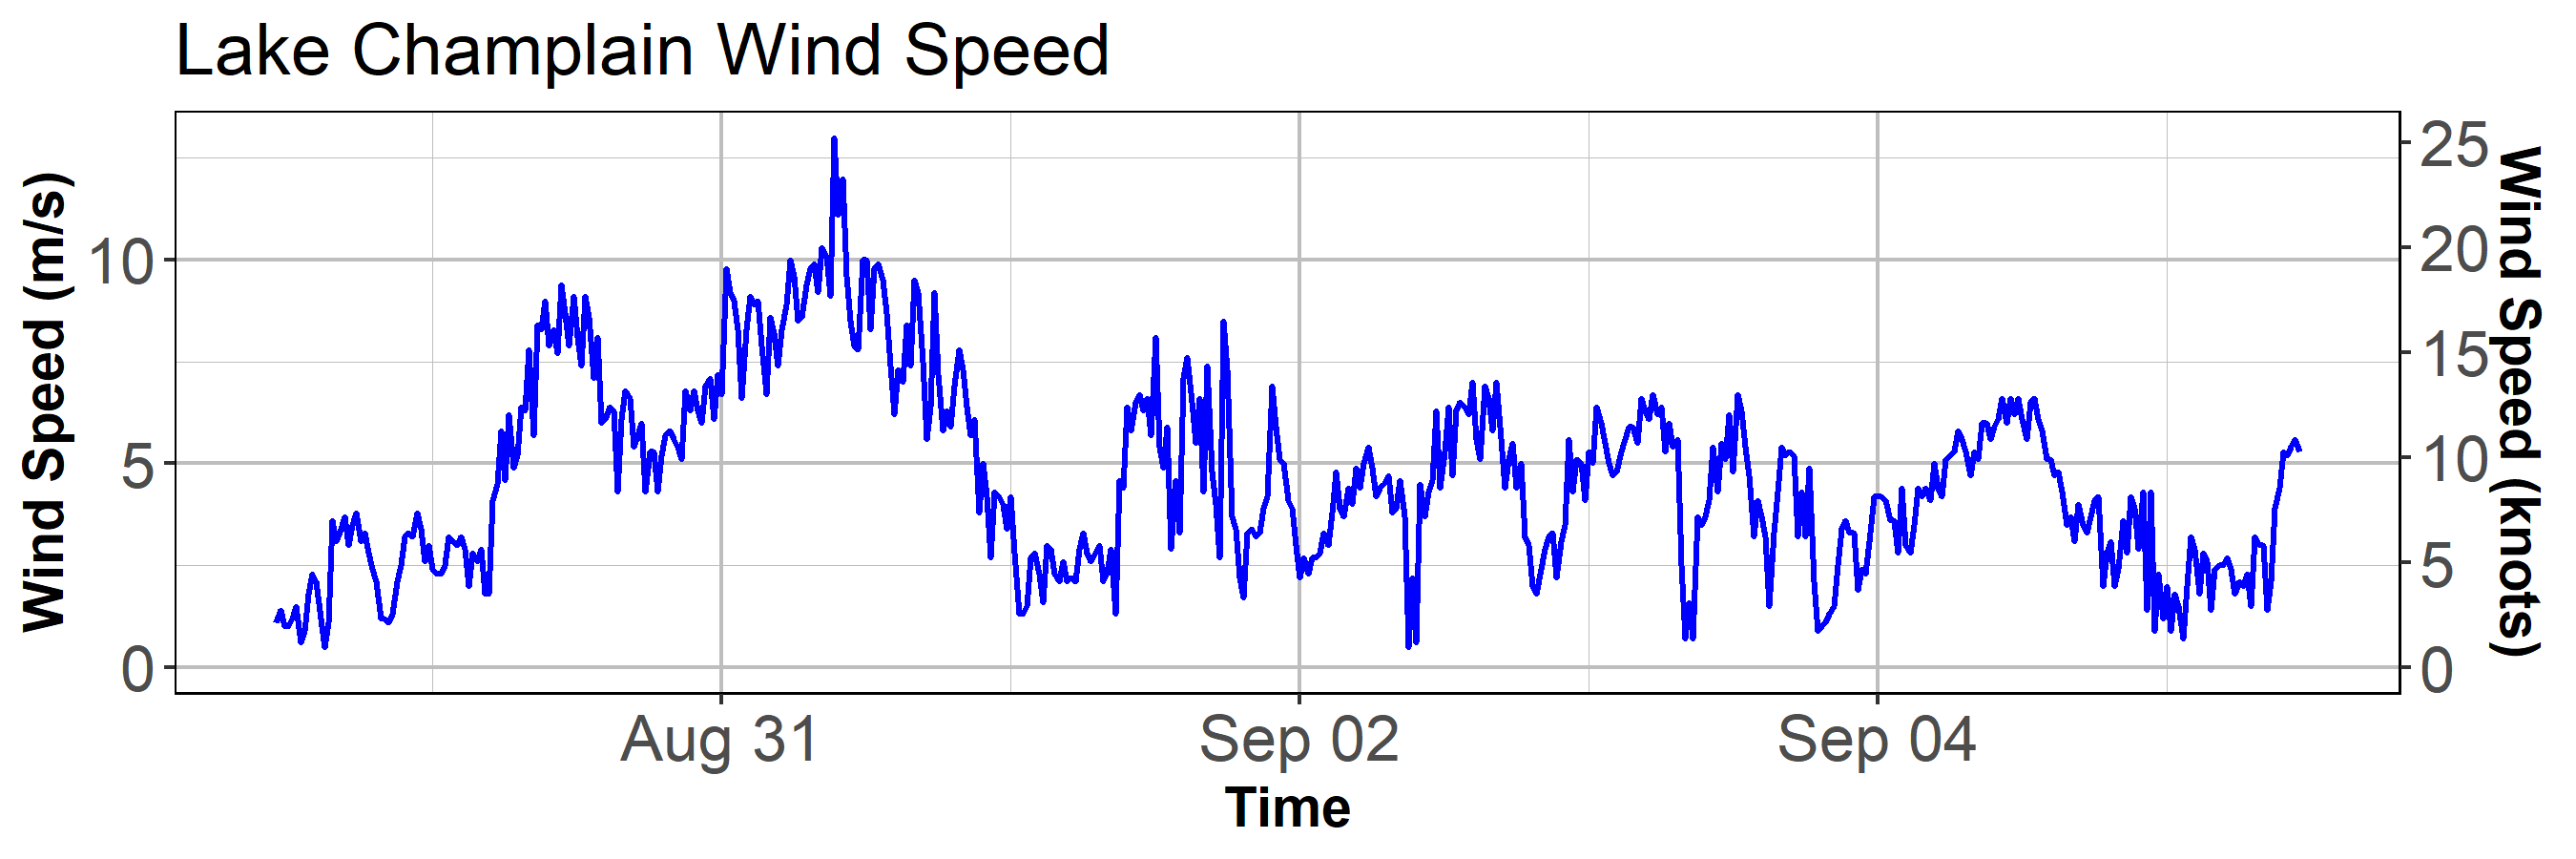 Lake Champlain Wind Speed
Wind Speed (m/s)
10
5
0
25
20
15
10
5
0
Wind Speed (knots)
Aug 31
Sep 02
Sep 04
Time